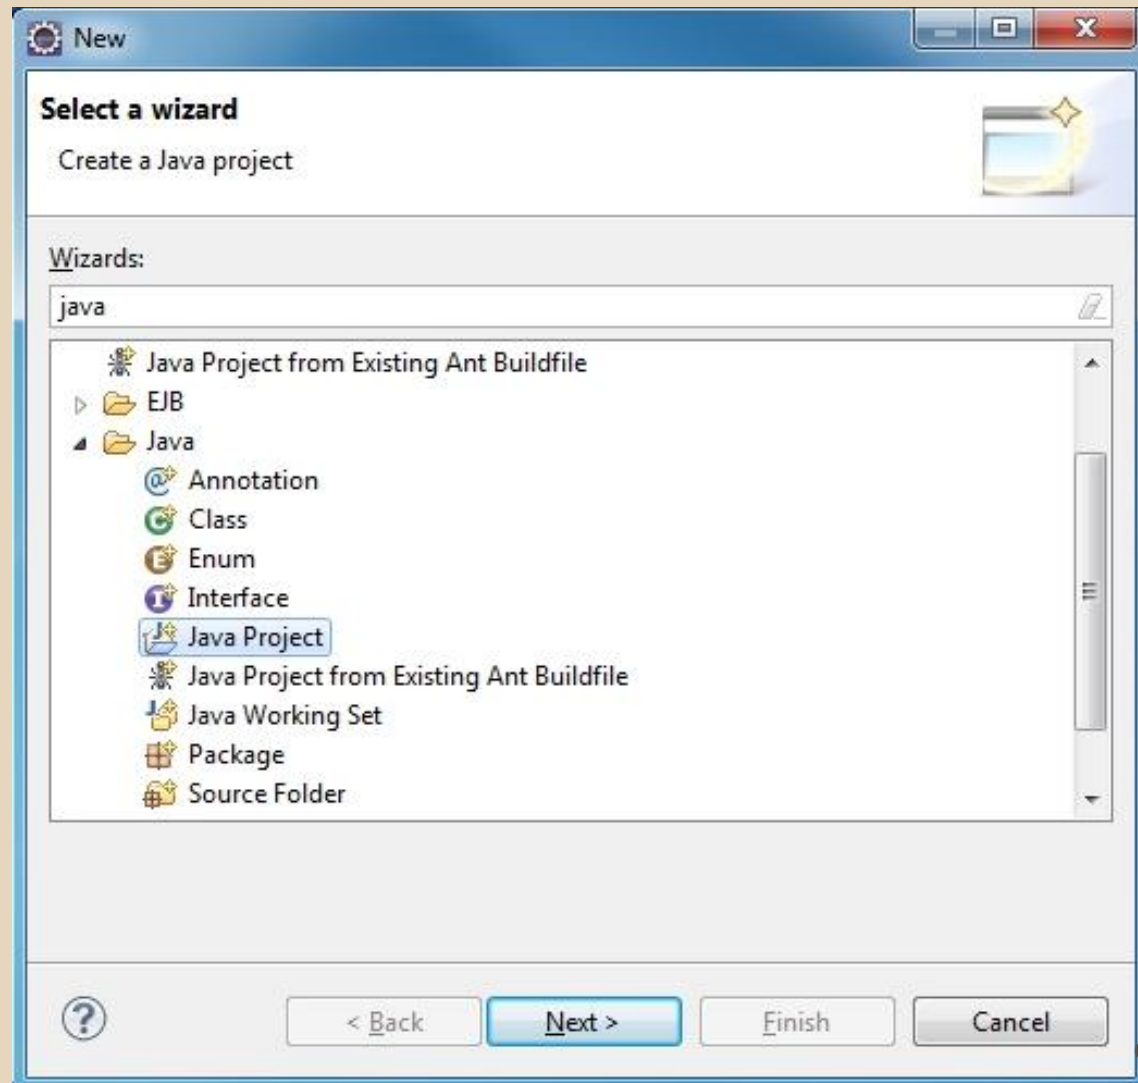 New
Select a wizard
Create a Java project
Wizards:
java
Java Project from Existing Ant Buildfile
EJB
Java
Annotation
Class
Enum
Interface
Java Project
Java Project from Existing Ant Buildfile
Java Working Set
Package
Source Folder
? < Back Next > Finish Cancel